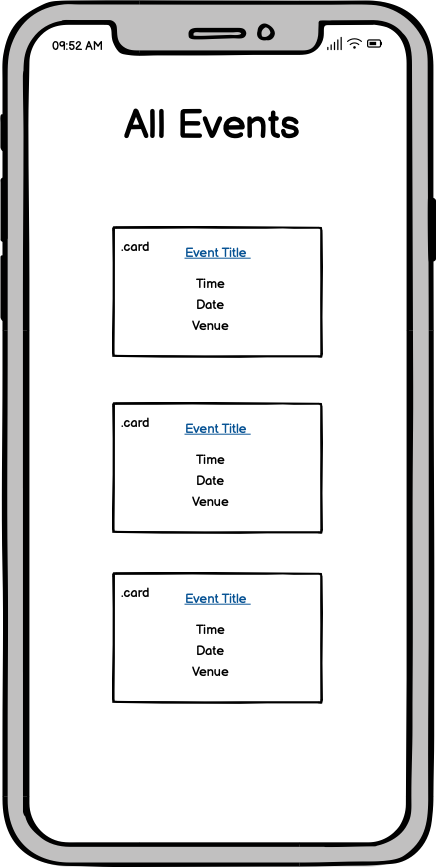 09:52 AM
All Events
.card
Event Title
Time
Date
Venue
.card
Event Title
Time
Date
Venue
.card
Event Title
Time
Date
Venue